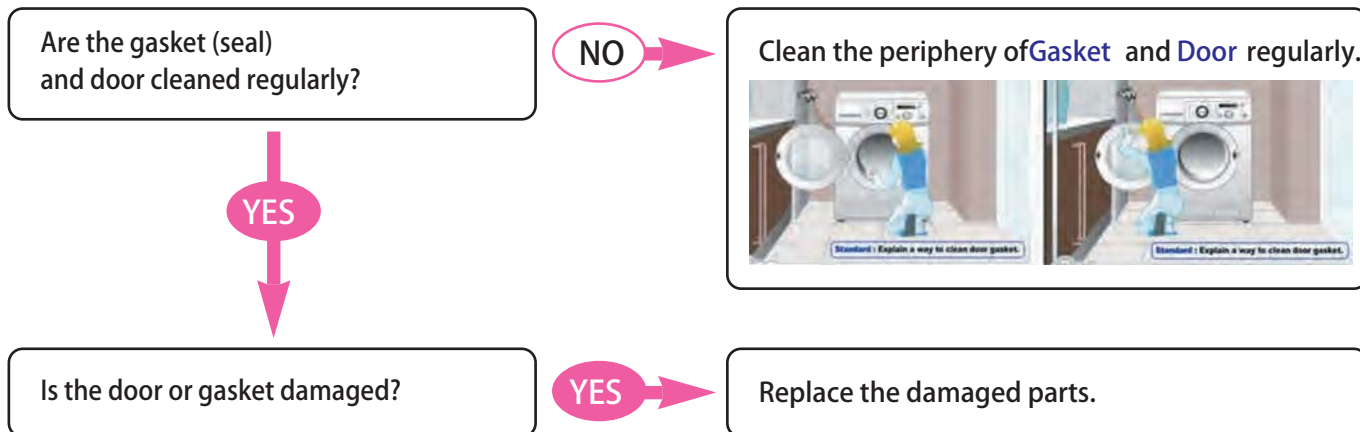 Are the gasket (seal)
and door cleaned regularly?
NO
Clean the periphery of Gasket and Door regularly.
Standard : Explain a way to clean door gasket.
Standard : Explain a way to clean door gasket.
YES
Is the door or gasket damaged?
YES
Replace the damaged parts.